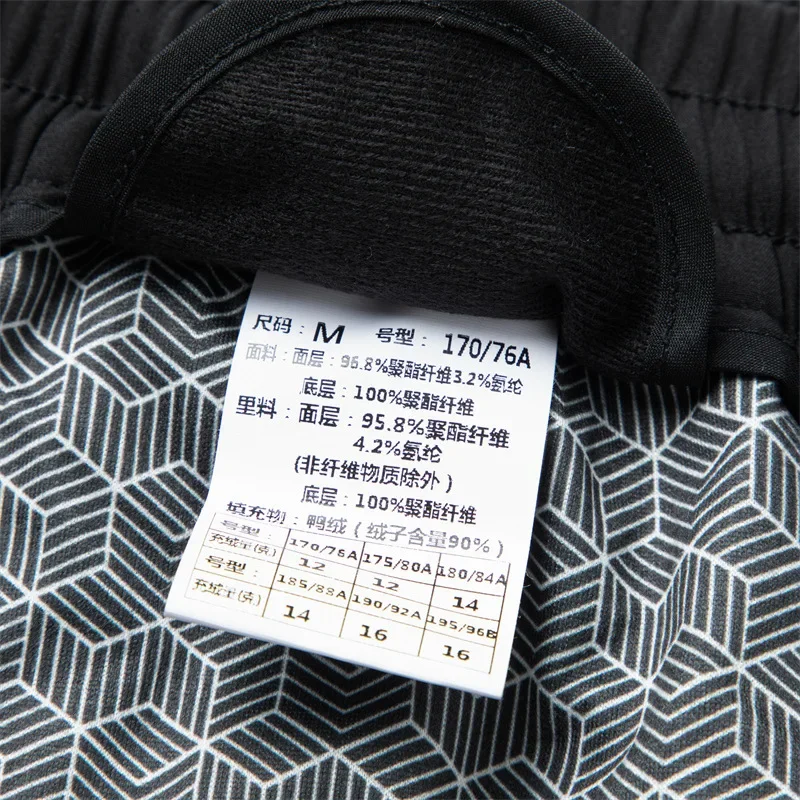 尺码：M 号型：170/76A
面料：面层：96.8%聚酯纤维3.2%氨纶
底层：100%聚酯纤维
里料：面层：95.8%聚酯纤维
4.2%氨纶
(非纤维物质除外)
底层：100%聚酯纤维
填充物：鸭绒（绒子含量90%）
号型： 170/76A 175/80A 180/84A
充绒量(克) 12 12 14
号型： 185/88A 190/92A 195/96B
充绒量(克) 14 16 16